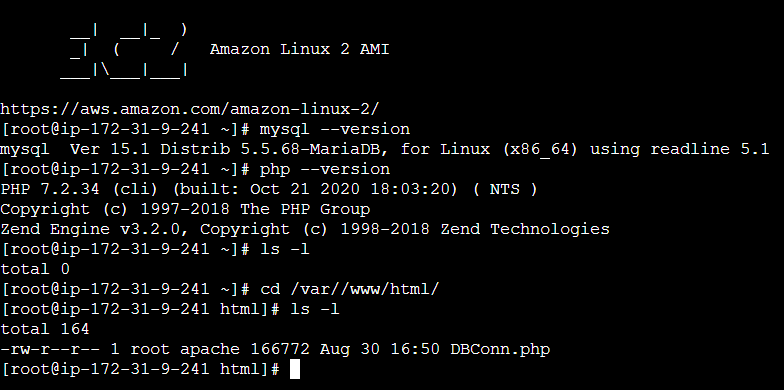 __|  __|_  )
_|  (     /   Amazon Linux 2 AMI
___|\___|___|
https://aws.amazon.com/amazon-linux-2/
[root@ip-172-31-9-241 ~]# mysql --version
mysql  Ver 15.1 Distrib 5.5.68-MariaDB, for Linux (x86_64) using readline 5.1
[root@ip-172-31-9-241 ~]# php --version
PHP 7.2.34 (cli) (built: Oct 21 2020 18:03:20) ( NTS )
Copyright (c) 1997-2018 The PHP Group
Zend Engine v3.2.0, Copyright (c) 1998-2018 Zend Technologies
[root@ip-172-31-9-241 ~]# ls -l
total 0
[root@ip-172-31-9-241 ~]# cd /var//www/html/
[root@ip-172-31-9-241 html]# ls -l
total 164
-rw-r--r-- 1 root apache 166772 Aug 30 16:50 DBConn.php
[root@ip-172-31-9-241 html]#